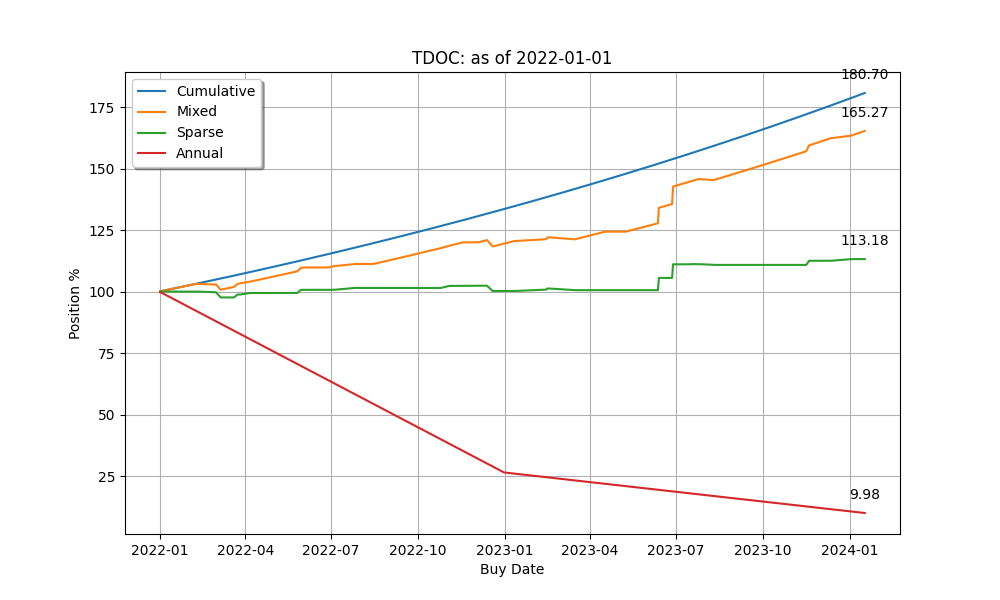 TDOC: as of 2022-01-01
180.70
Cumulative
Mixed
Sparse
Annual
165.27
113.18
9.98
175
150
125
100
75
50
25
Position %
2022-01
2022-04
2022-07
2022-10
2023-01
2023-04
2023-07
2023-10
2024-01
Buy Date